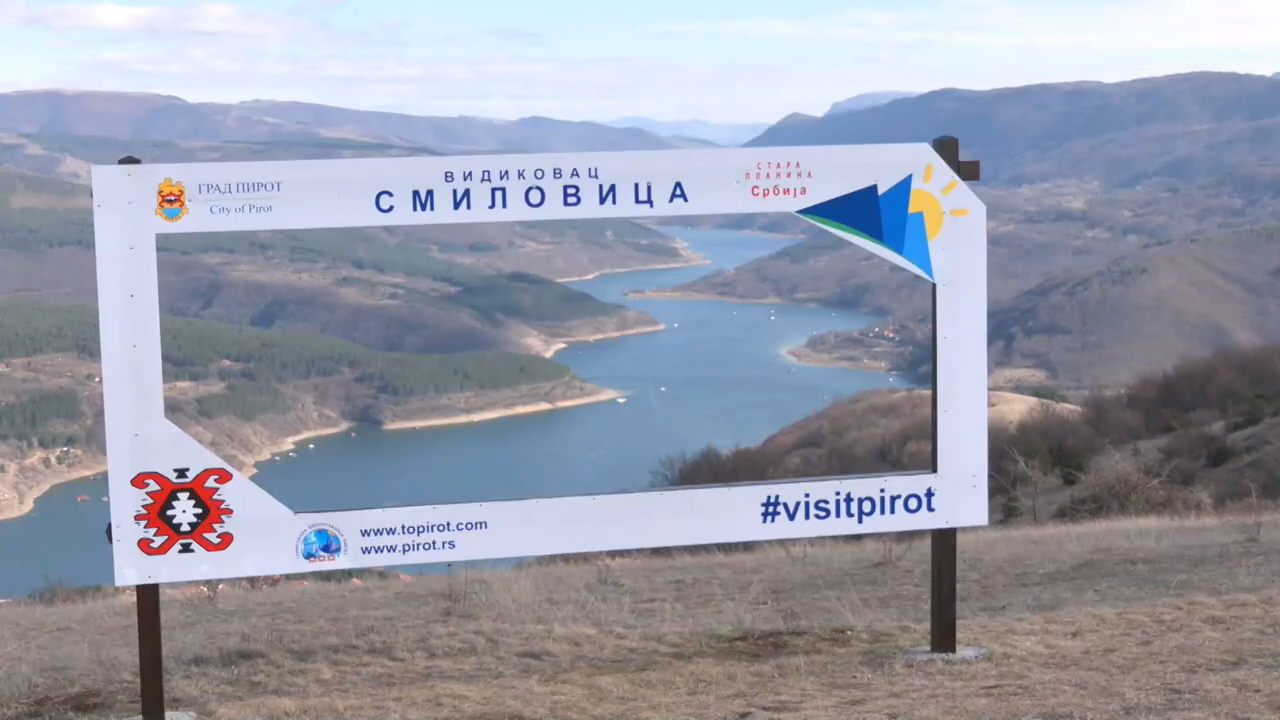 ГРАД ПИРОТ
City of Pirot
ВИДИКОВАЦ
СМИЛОВИЦА
СТАРА
ПЛАНИНА
Србија
www.topirot.com
www.pirot.rs
#visitpirot